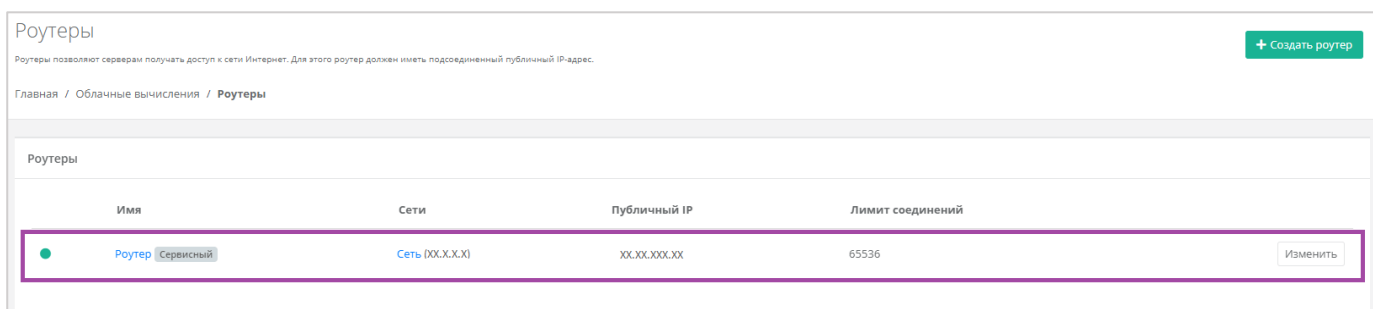 Роутеры
+ Создать роутер
Роутеры позволяют серверам получать доступ к сети Интернет. Для этого роутер должен иметь подсоединенный публичный IP-адрес.
Главная / Облачные вычисления / Роутеры
Роутеры
Имя Сети Публичный IP Лимит соединений
Роутер Сервисный Сеть (XX.X.X.X) XX.XX.XXX.XX 65536 Изменить